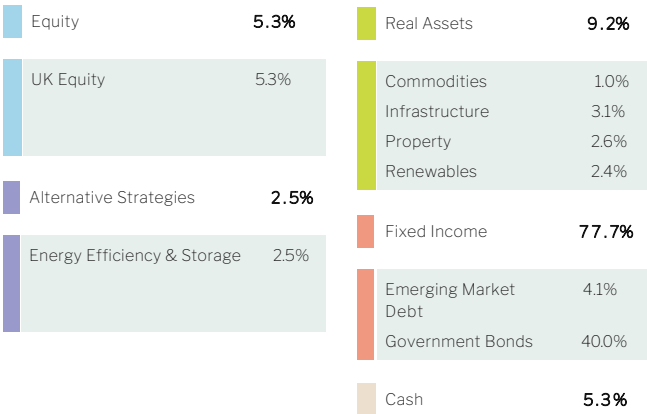 Equity 5.3%
UK Equity 5.3%
Alternative Strategies 2.5%
Energy Efficiency & Storage 2.5%
Real Assets 9.2%
Commodities 1.0%
Infrastructure 3.1%
Property 2.6%
Renewables 2.4%
Fixed Income 77.7%
Emerging Market 4.1%
Debt
Government Bonds 40.0%
Cash 5.3%